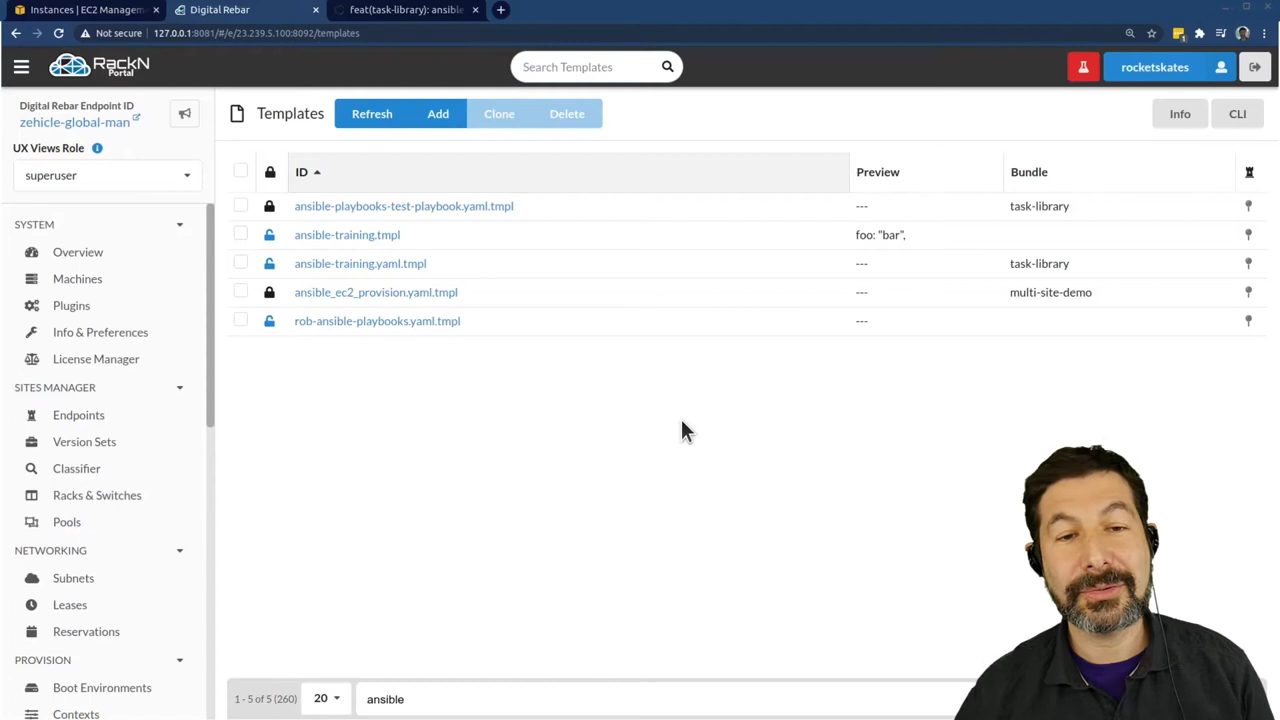 Instances | EC2 Managem
Digital Rebar
feat(task-library): ansible
Not secure 127.0.0.1:8081/#/e/23.239.5.100:8092/templates
RackN Portal
Search Templates
rocketskates
Digital Rebar Endpoint ID
zehicle-global-man
UX Views Role
superuser
SYSTEM
Overview
Machines
Plugins
Info & Preferences
License Manager
SITES MANAGER
Endpoints
Version Sets
Classifier
Racks & Switches
Pools
NETWORKING
Subnets
Leases
Reservations
PROVISION
Boot Environments
Contexts
Templates Refresh Add Clone Delete Info CLI
ID Preview Bundle
ansible-playbooks-test-playbook.yaml.tmpl --- task-library
ansible-training.tmpl foo: "bar",
ansible-training.yaml.tmpl --- task-library
ansible_ec2_provision.yaml.tmpl --- multi-site-demo
rob-ansible-playbooks.yaml.tmpl ---
1 - 5 of 5 (260) 20 ansible